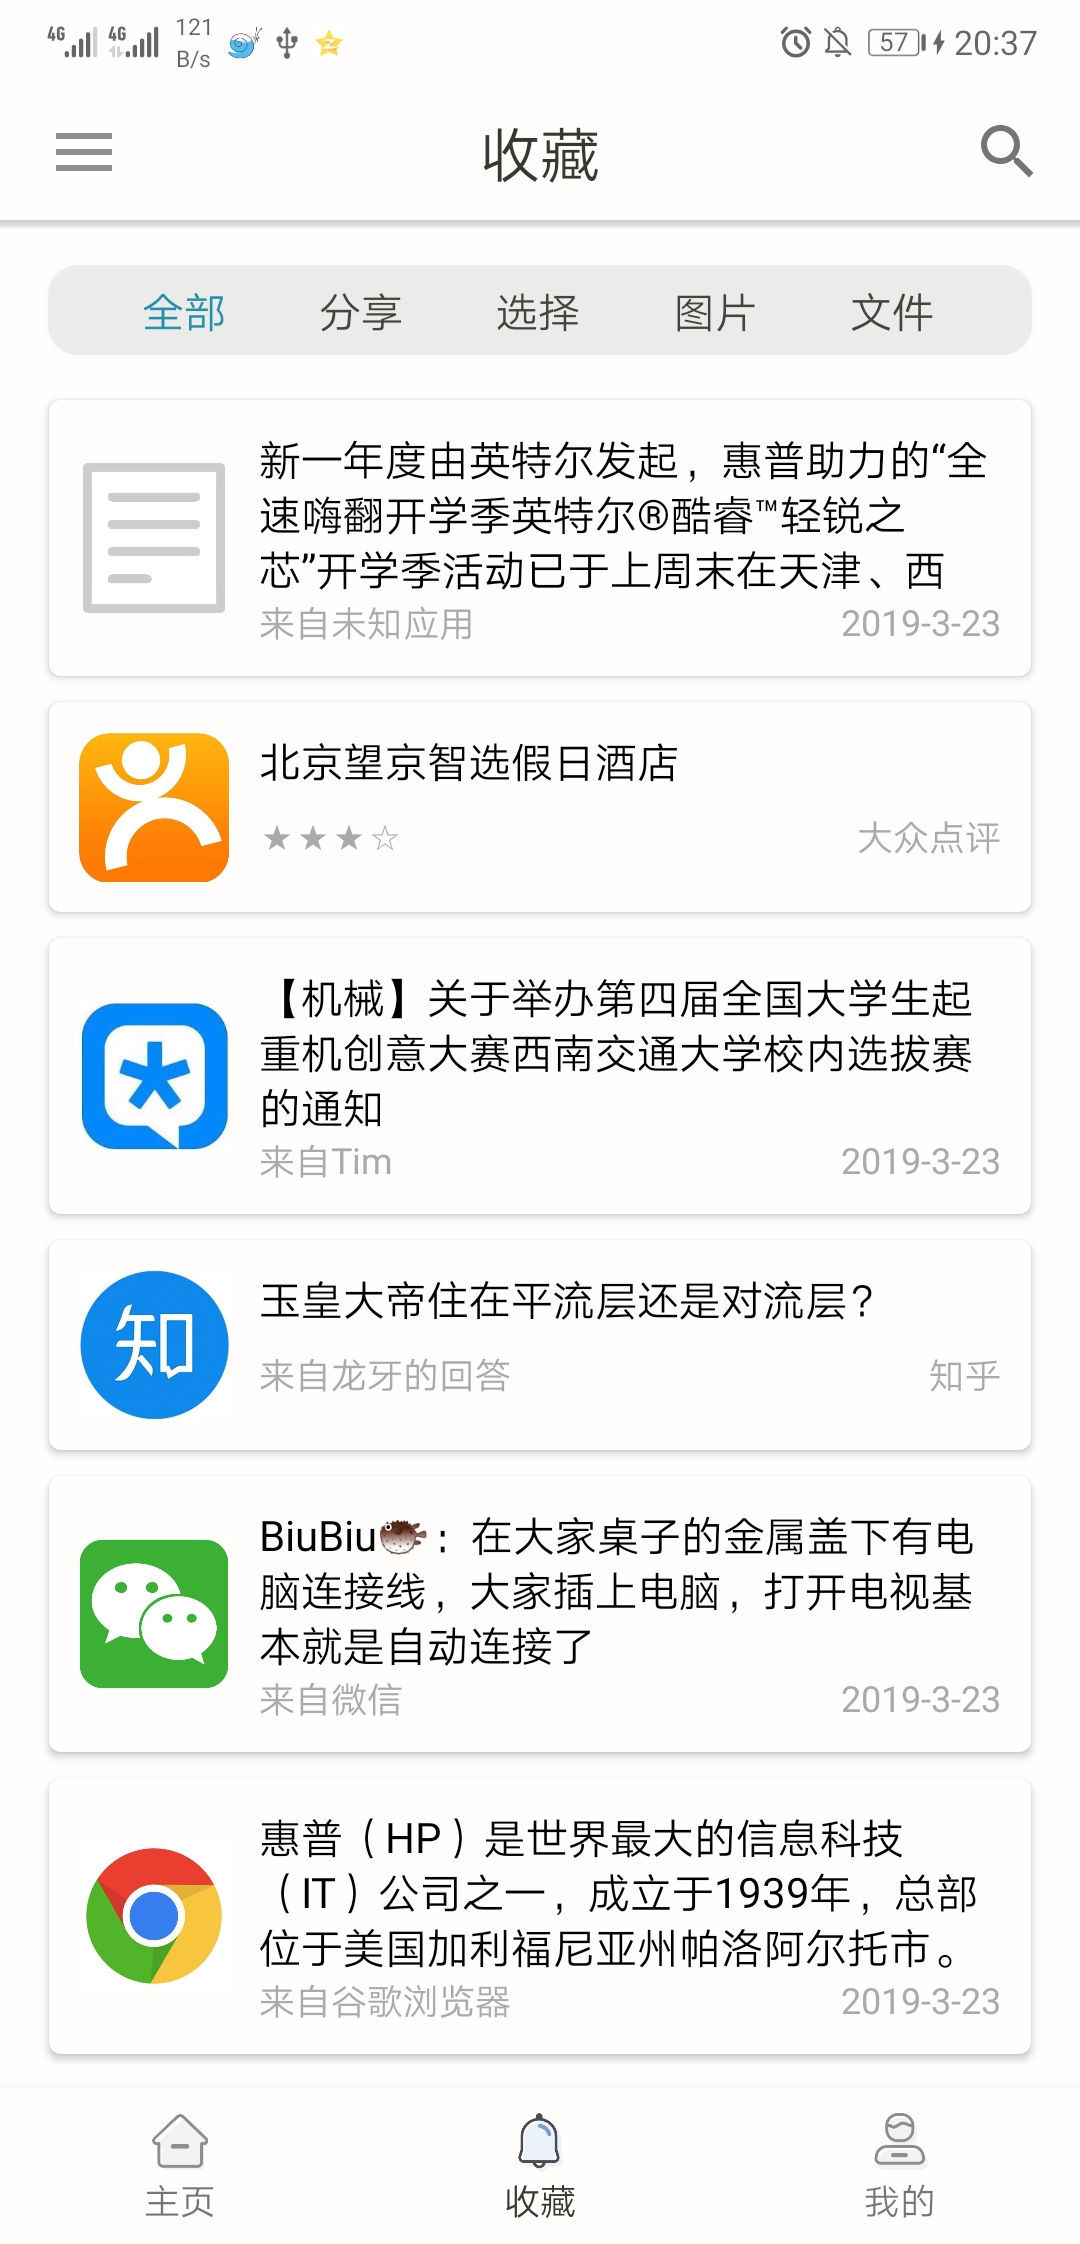 4G 4G 121 B/s 57 20:37
收藏
全部 分享 选择 图片 文件
新一年度由英特尔发起，惠普助力的“全
速嗨翻开学季英特尔®酷睿™轻锐之
芯”开学季活动已于上周末在天津、西
来自未知应用 2019-3-23
北京望京智选假日酒店
★★★☆ 大众点评
【机械】关于举办第四届全国大学生起
重机创意大赛西南交通大学校内选拔赛
的通知
来自Tim 2019-3-23
知
玉皇大帝住在平流层还是对流层？
来自龙牙的回答 知乎
BiuBiu🐡：在大家桌子的金属盖下有电
脑连接线，大家插上电脑，打开电视基
本就是自动连接了
来自微信 2019-3-23
惠普（HP）是世界最大的信息科技
（IT）公司之一，成立于1939年，总部
位于美国加利福尼亚州帕洛阿尔托市。
来自谷歌浏览器 2019-3-23
主页 收藏 我的